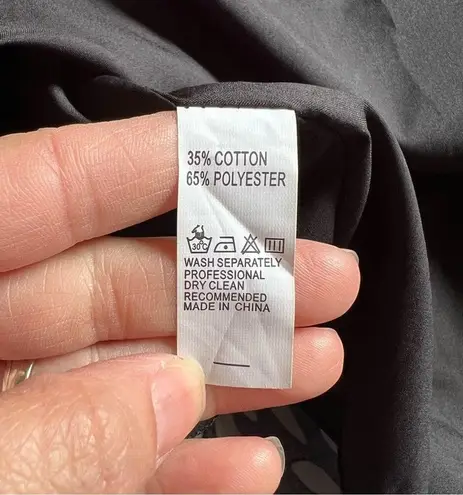 35% COTTON
65% POLYESTER
30°C
WASH SEPARATELY
PROFESSIONAL
DRY CLEAN
RECOMMENDED
MADE IN CHINA